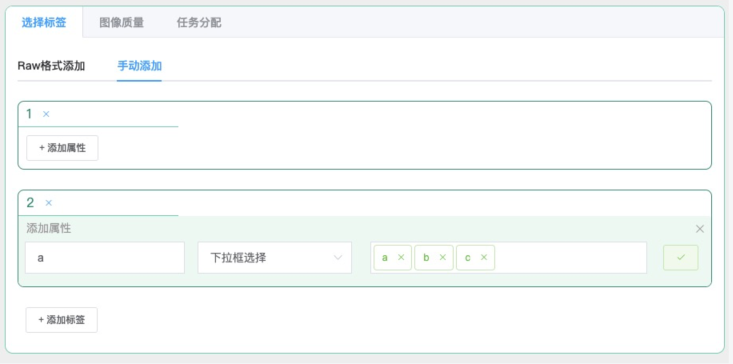 选择标签 图像质量 任务分配
Raw格式添加 手动添加
1 ×
+ 添加属性
2 ×
添加属性 ×
a 下拉框选择 a × b × c ×
+ 添加标签